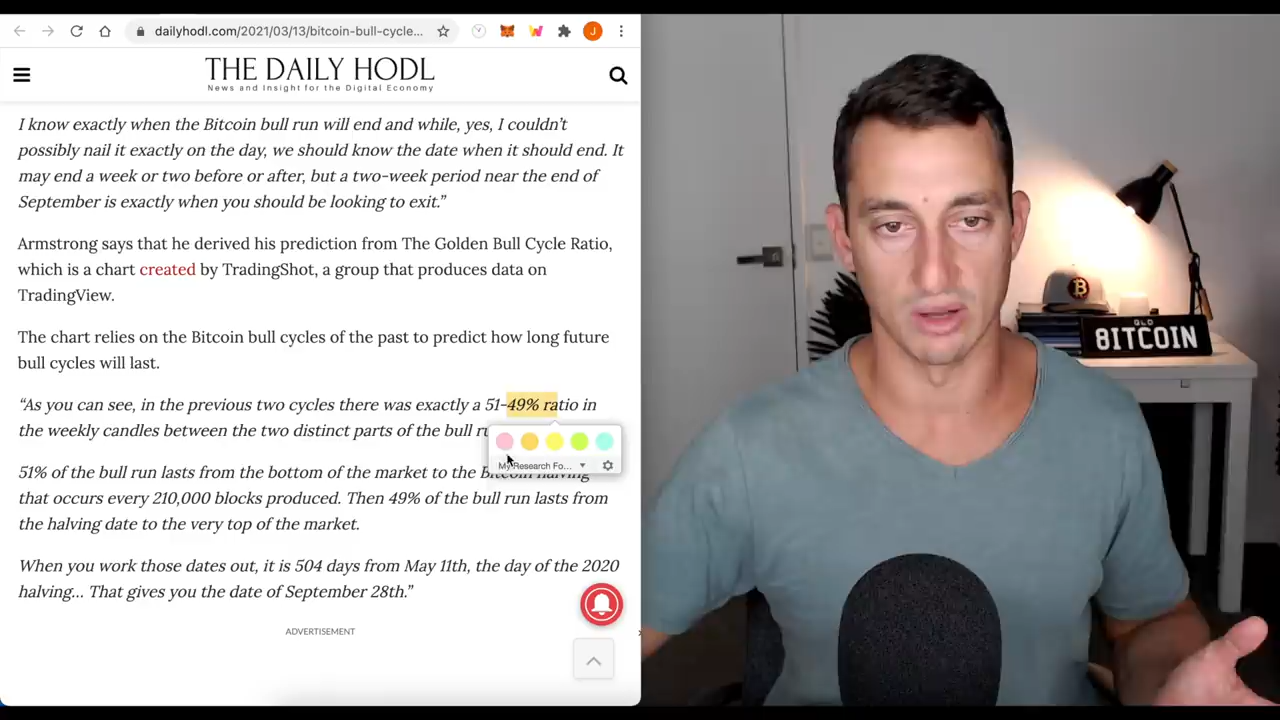 dailyhodl.com/2021/03/13/bitcoin-bull-cycle...
J
THE DAILY HODL
News and Insight for the Digital Economy
I know exactly when the Bitcoin bull run will end and while, yes, I couldn't
possibly nail it exactly on the day, we should know the date when it should end. It
may end a week or two before or after, but a two-week period near the end of
September is exactly when you should be looking to exit.”
Armstrong says that he derived his prediction from The Golden Bull Cycle Ratio,
which is a chart created by TradingShot, a group that produces data on
TradingView.
The chart relies on the Bitcoin bull cycles of the past to predict how long future
bull cycles will last.
“As you can see, in the previous two cycles there was exactly a 51-49% ratio in
the weekly candles between the two distinct parts of the bull
My Research Fo...
51% of the bull run lasts from the bottom of the market to the Bitcoin halving
that occurs every 210,000 blocks produced. Then 49% of the bull run lasts from
the halving date to the very top of the market.
When you work those dates out, it is 504 days from May 11th, the day of the 2020
halving... That gives you the date of September 28th.”
ADVERTISEMENT
QLD
8ITCOIN